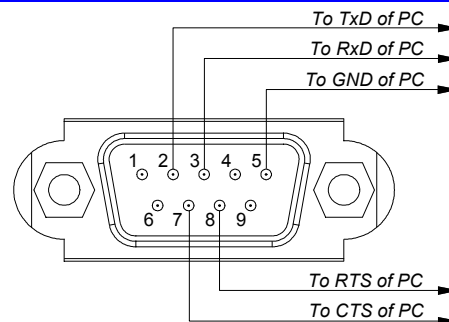 To TxD of PC
To RxD of PC
To GND of PC
1 2 3 4 5
6 7 8 9
To RTS of PC
To CTS of PC